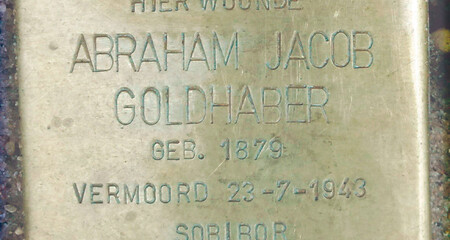 HIER WOONDE
ABRAHAM JACOB
GOLDHABER
GEB. 1879
VERMOORD 23-7-1943
SOBIBOR